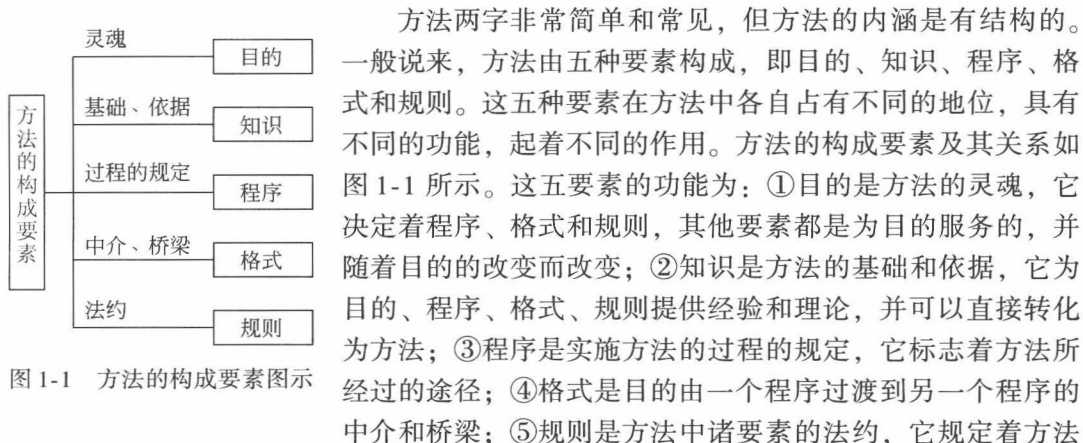 灵魂
目的
基础、依据
知识
过程的规定
程序
中介、桥梁
格式
法约
规则
方法的构成要素
图 1-1 方法的构成要素图示
方法两字非常简单和常见，但方法的内涵是有结构的。
一般说来，方法由五种要素构成，即目的、知识、程序、格
式和规则。这五种要素在方法中各自占有不同的地位，具有
不同的功能，起着不同的作用。方法的构成要素及其关系如
图 1-1 所示。这五要素的功能为：①目的是方法的灵魂，它
决定着程序、格式和规则，其他要素都是为目的服务的，并
随着目的的改变而改变；②知识是方法的基础和依据，它为
目的、程序、格式、规则提供经验和理论，并可以直接转化
为方法；③程序是实施方法的过程的规定，它标志着方法所
经过的途径；④格式是目的由一个程序过渡到另一个程序的
中介和桥梁；⑤规则是方法中诸要素的法约，它规定着方法